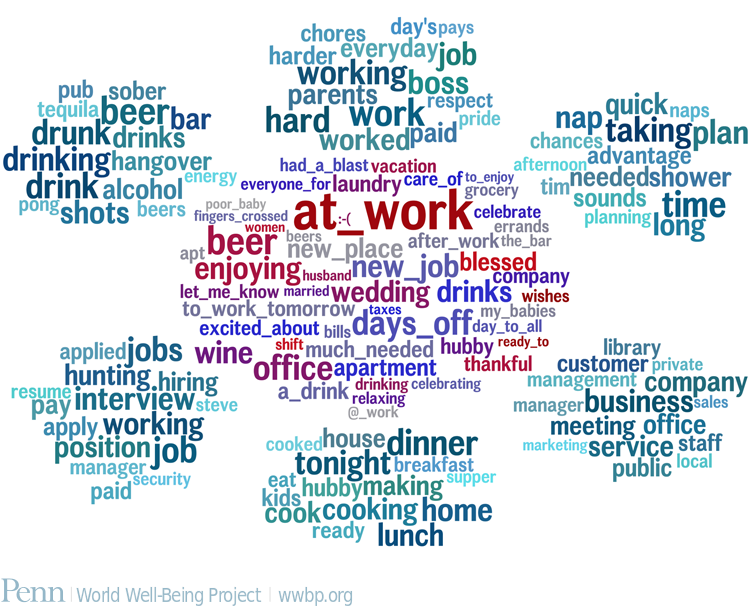 chores day's pays
harder everyday job
working boss
parents respect
hard work pride
worked paid
pub sober
tequila beer bar
drunk drinks
drinking hangover
drink alcohol energy
pong shots beers
quick naps
nap taking plan
chances advantage
afternoon needed shower
tim sounds time
planning long
had_a_blast vacation
everyone_for laundry care_of to_enjoy
grocery
poor_baby at_work :-( celebrate
fingers_crossed
women errands
beer beers new_place after_work the_bar
apt enjoying husband new_job blessed
company
let_me_know married wedding drinks wishes
to_work_tomorrow taxes my_babies
excited_about bills days_off day_to_all
shift ready_to
wine office much_needed hubby thankful
apartment
a_drink drinking celebrating
relaxing
@_work
applied jobs
hunting hiring
resume interview steve
pay
apply working
position job
manager security
paid
cooked house dinner
tonight breakfast
eat hubby making supper
kids
cook cooking home
ready lunch
library
customer private
management company
manager business sales
meeting office
marketing service staff
public local
Penn | World Well-Being Project | wwbp.org